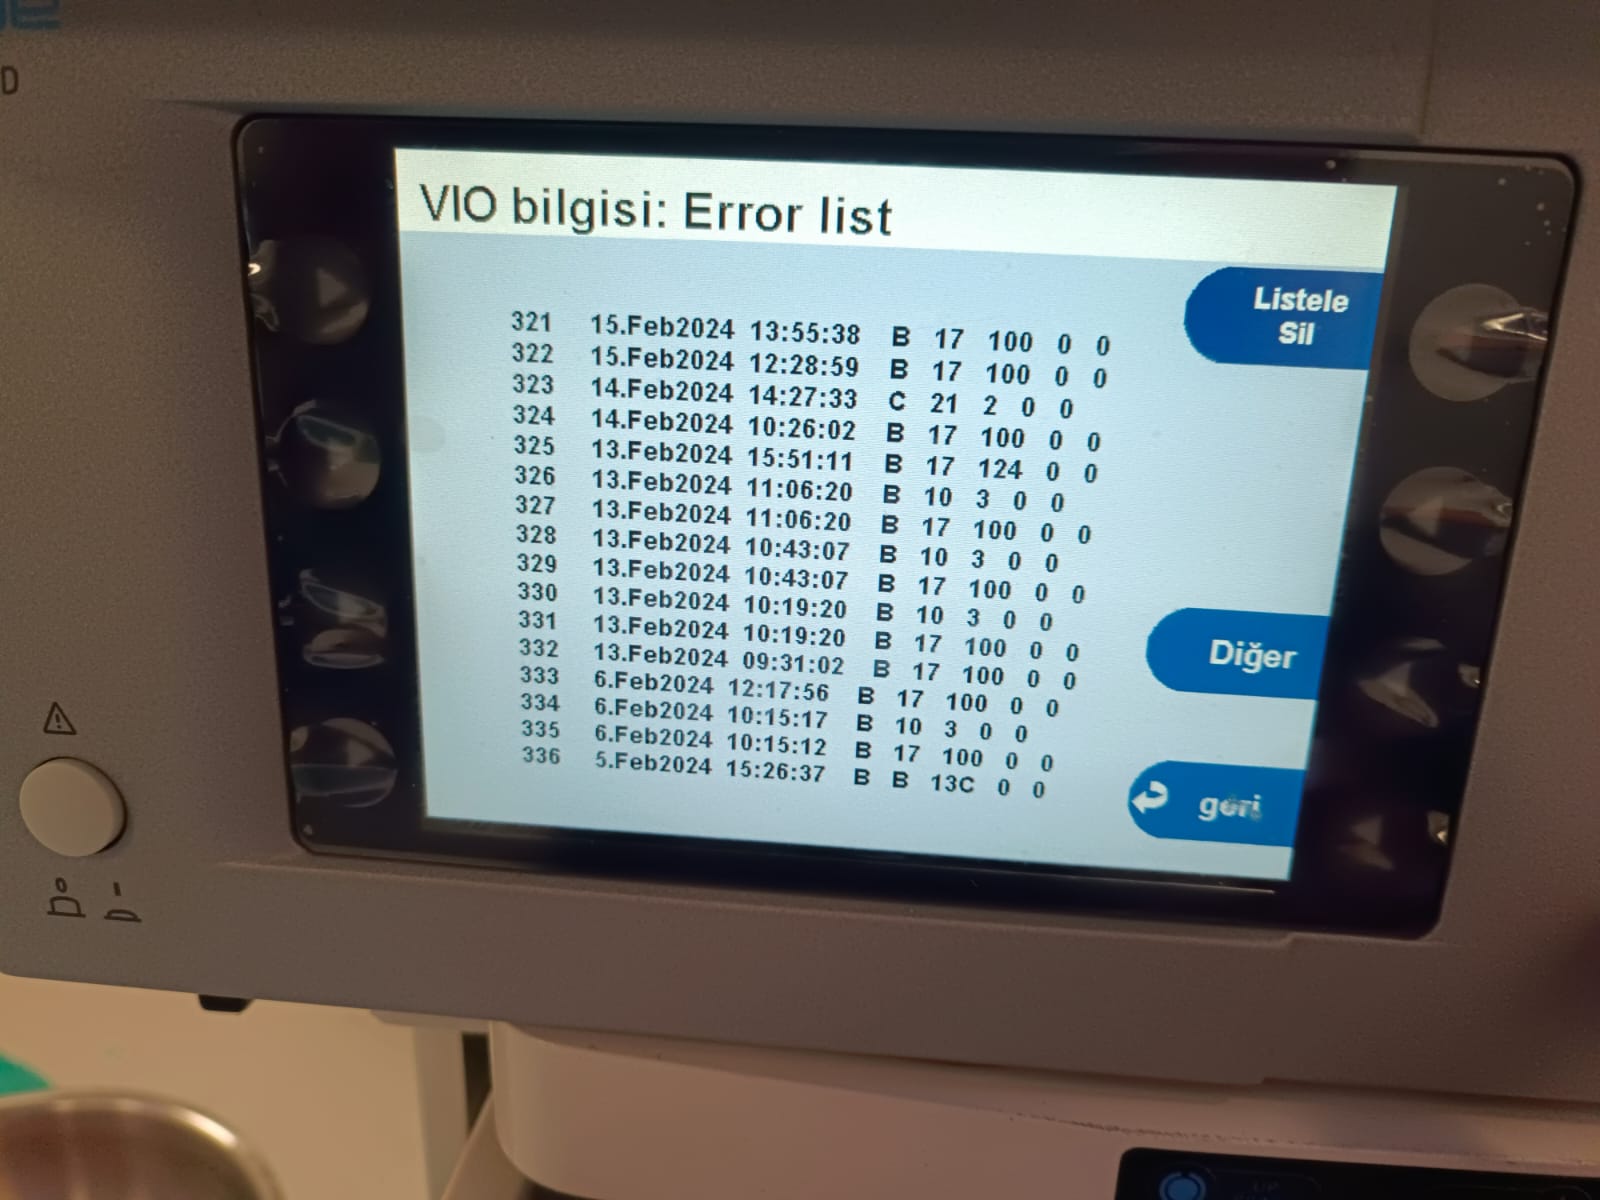 D
VIO bilgisi: Error list
Listele
Sil
321 15.Feb2024 13:55:38 B 17 100 0 0
322 15.Feb2024 12:28:59 B 17 100 0 0
323 14.Feb2024 14:27:33 C 21 2 0 0
324 14.Feb2024 10:26:02 B 17 100 0 0
325 13.Feb2024 15:51:11 B 17 124 0 0
326 13.Feb2024 11:06:20 B 10 3 0 0
327 13.Feb2024 11:06:20 B 17 100 0 0
328 13.Feb2024 10:43:07 B 10 3 0 0
329 13.Feb2024 10:43:07 B 17 100 0 0
330 13.Feb2024 10:19:20 B 10 3 0 0
331 13.Feb2024 10:19:20 B 17 100 0 0
332 13.Feb2024 09:31:02 B 17 100 0 0
333 6.Feb2024 12:17:56 B 17 100 0 0
334 6.Feb2024 10:15:17 B 10 3 0 0
335 6.Feb2024 10:15:12 B 17 100 0 0
336 5.Feb2024 15:26:37 B B 13C 0 0
Diğer
geri